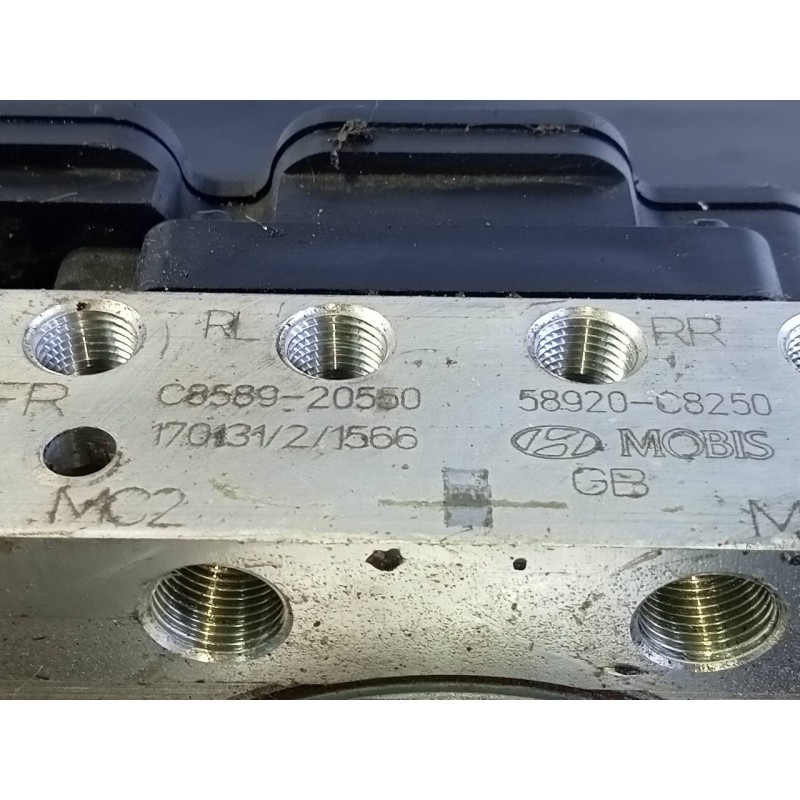 RL RR
FR C8589-20550 58920-C8250
170131/2/1566 MOBIS
MC2 GB M